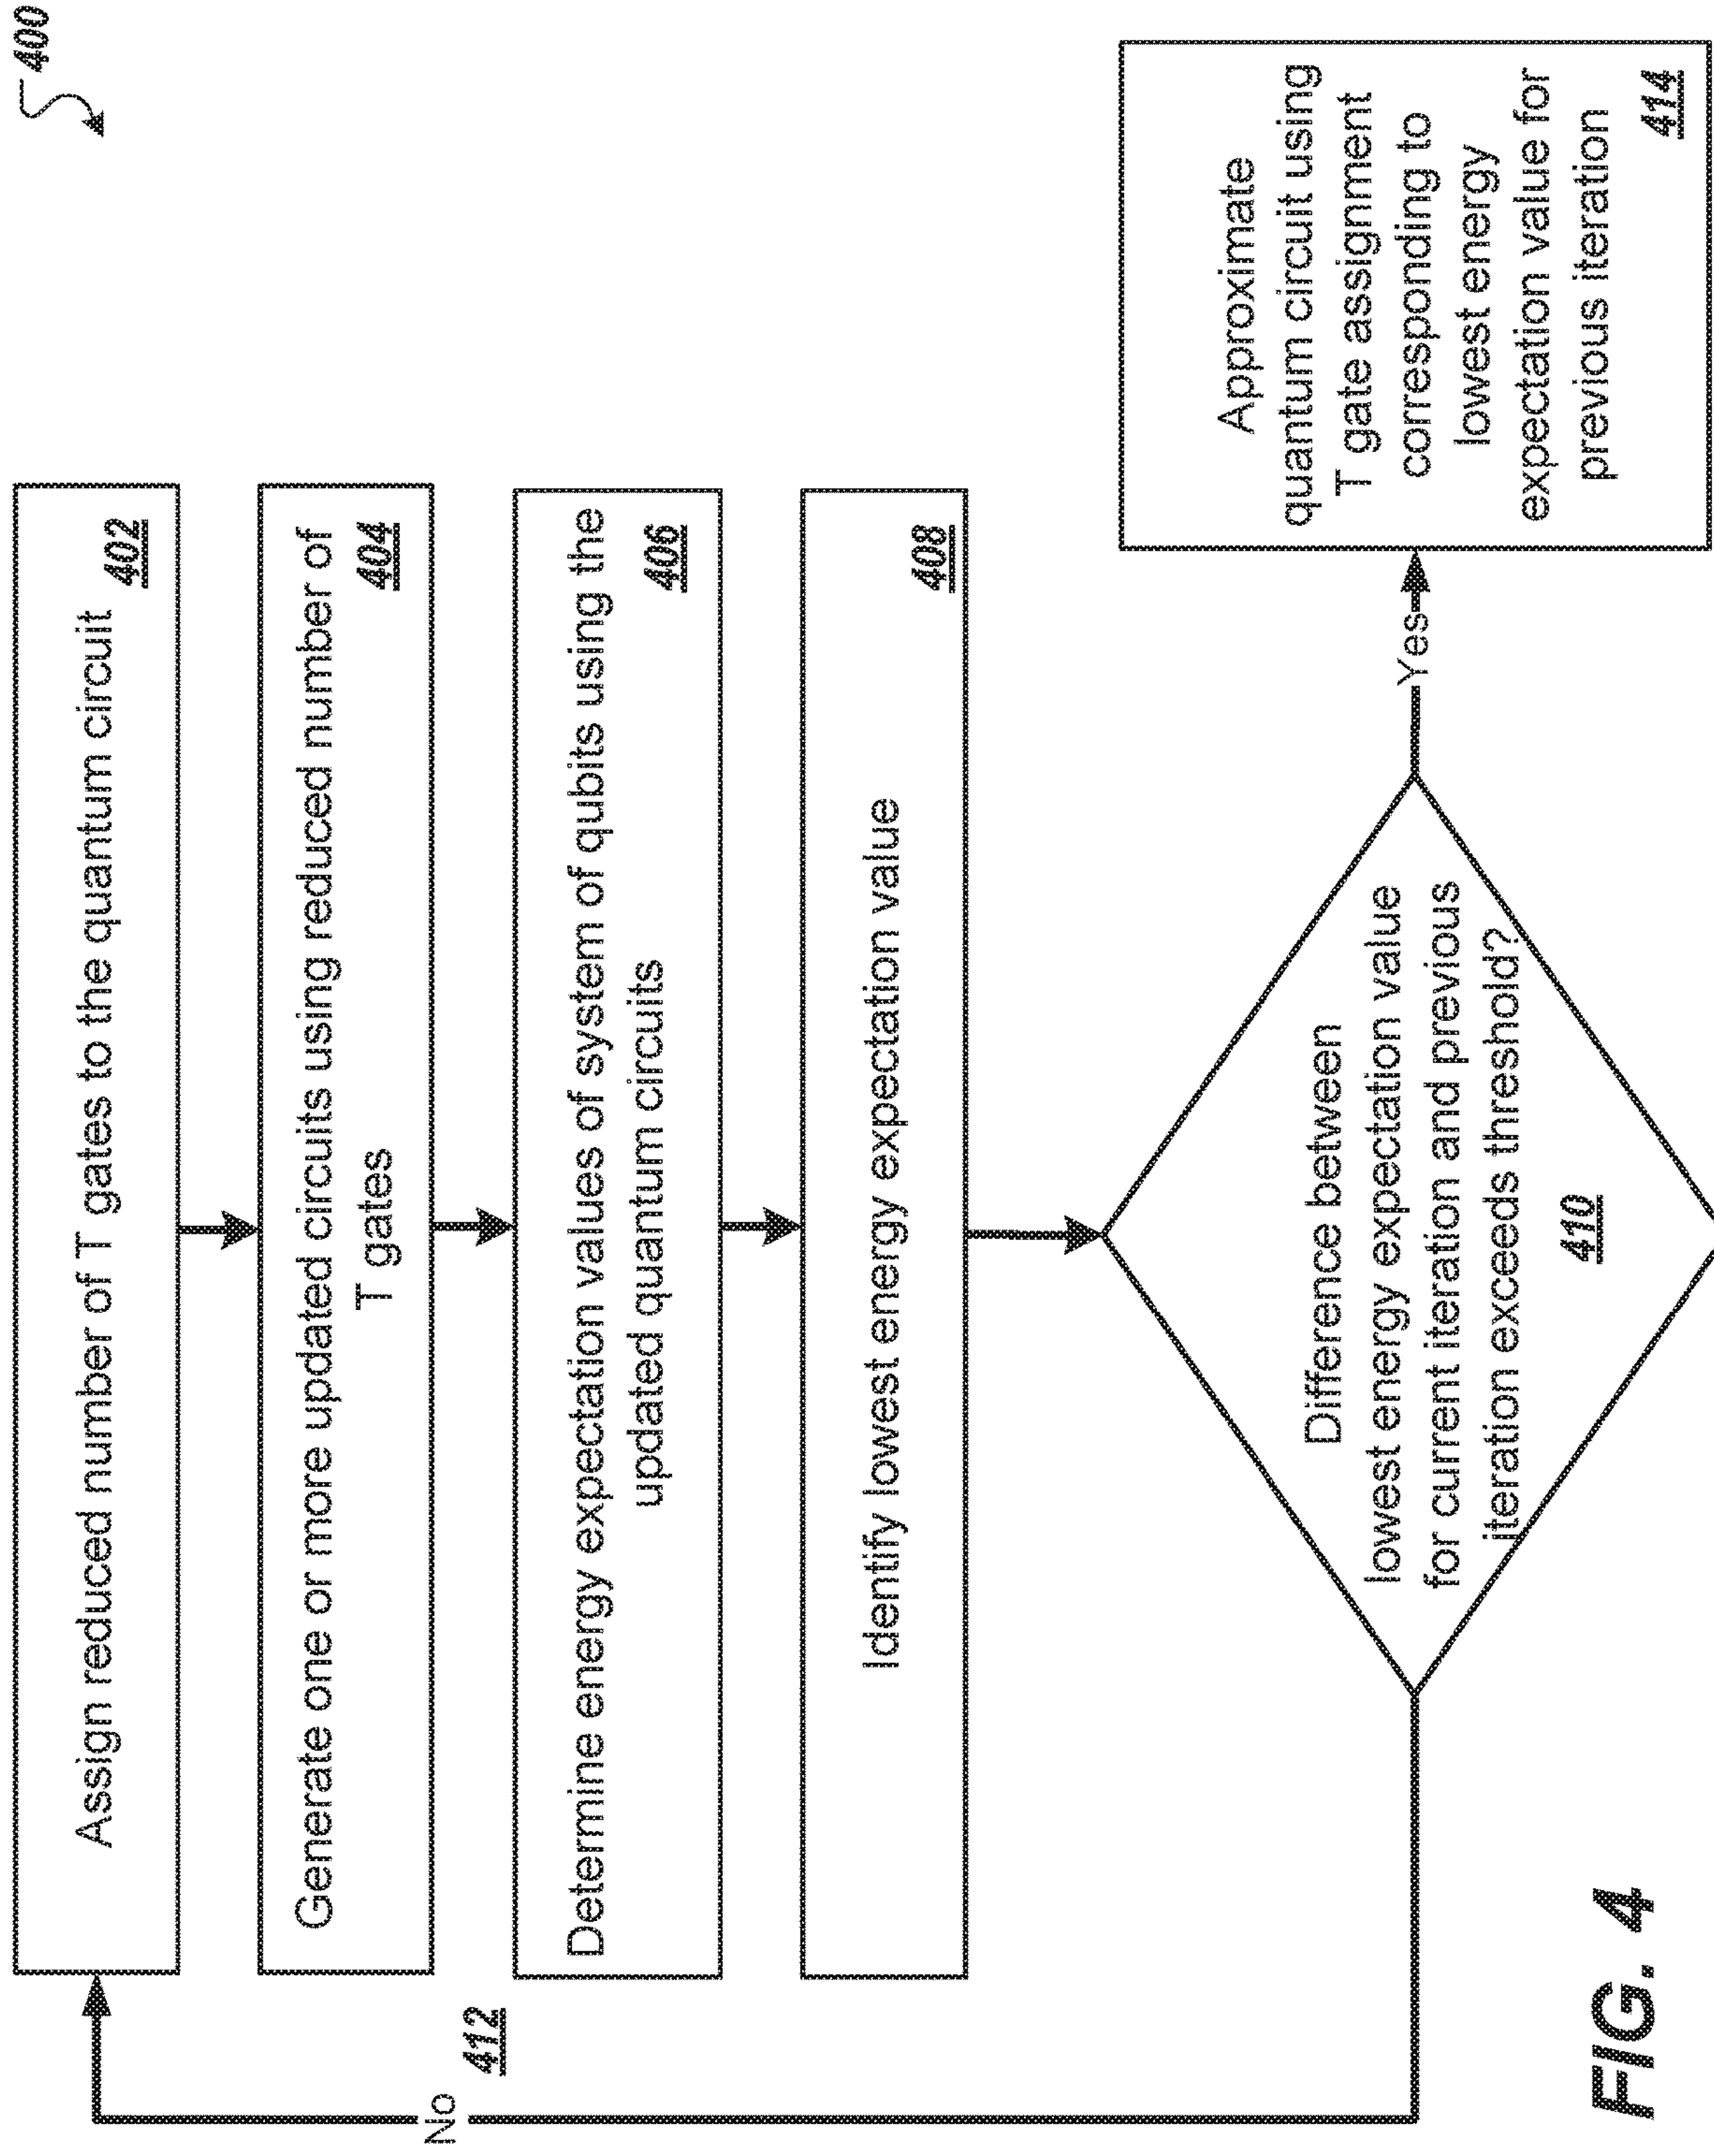 400
Assign reduced number of T gates to the quantum circuit
402
Generate one or more updated circuits using reduced number of
T gates
404
Determine energy expectation values of system of qubits using the
updated quantum circuits
406
Identify lowest energy expectation value
408
Difference between
lowest energy expectation value
for current iteration and previous
iteration exceeds threshold?
410
No
412
Yes
Approximate
quantum circuit using
T gate assignment
corresponding to
lowest energy
expectation value for
previous iteration
414
FIG. 4